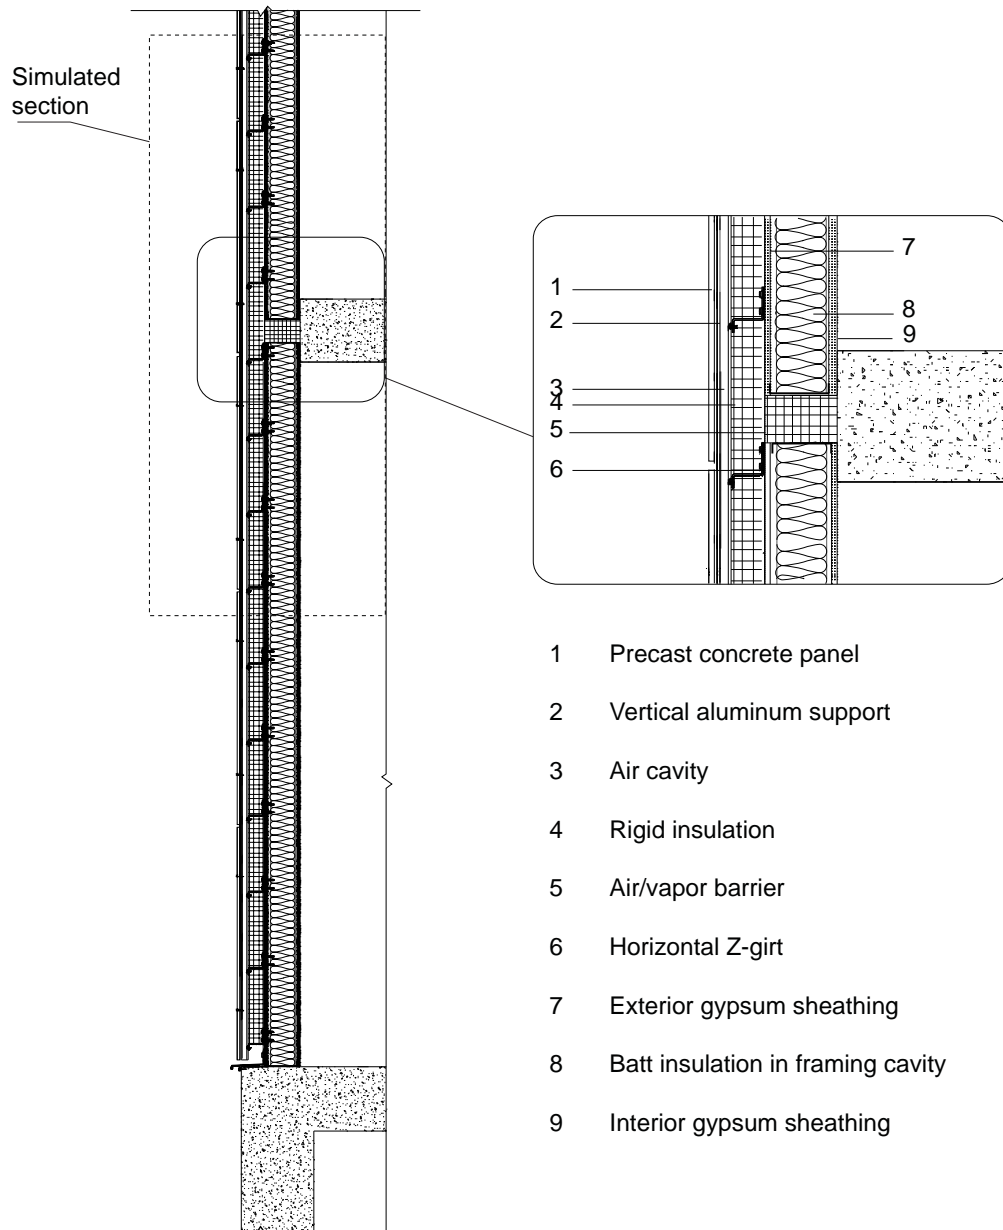 Simulated
section
1
2
3
4
5
6
7
8
9
1 Precast concrete panel
2 Vertical aluminum support
3 Air cavity
4 Rigid insulation
5 Air/vapor barrier
6 Horizontal Z-girt
7 Exterior gypsum sheathing
8 Batt insulation in framing cavity
9 Interior gypsum sheathing